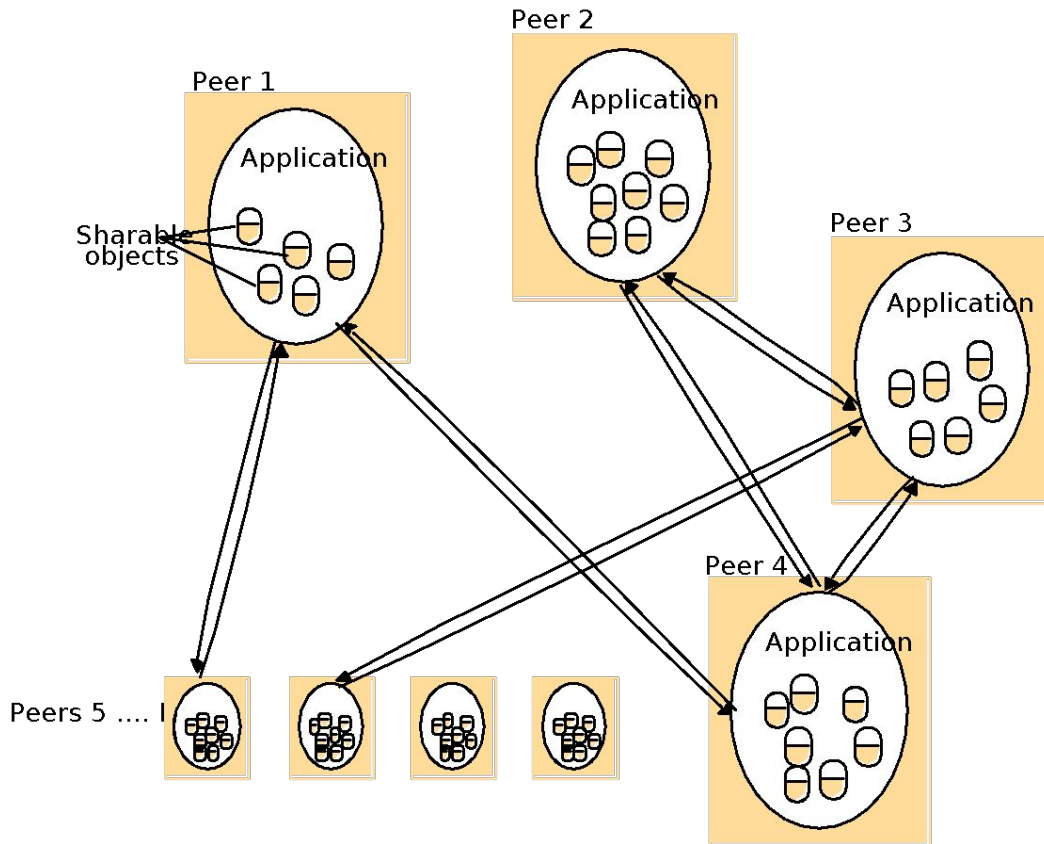 Peer 2
Peer 1
Application
Application
Peer 3
Sharable
objects
Application
Peer 4
Application
Peers 5 ....